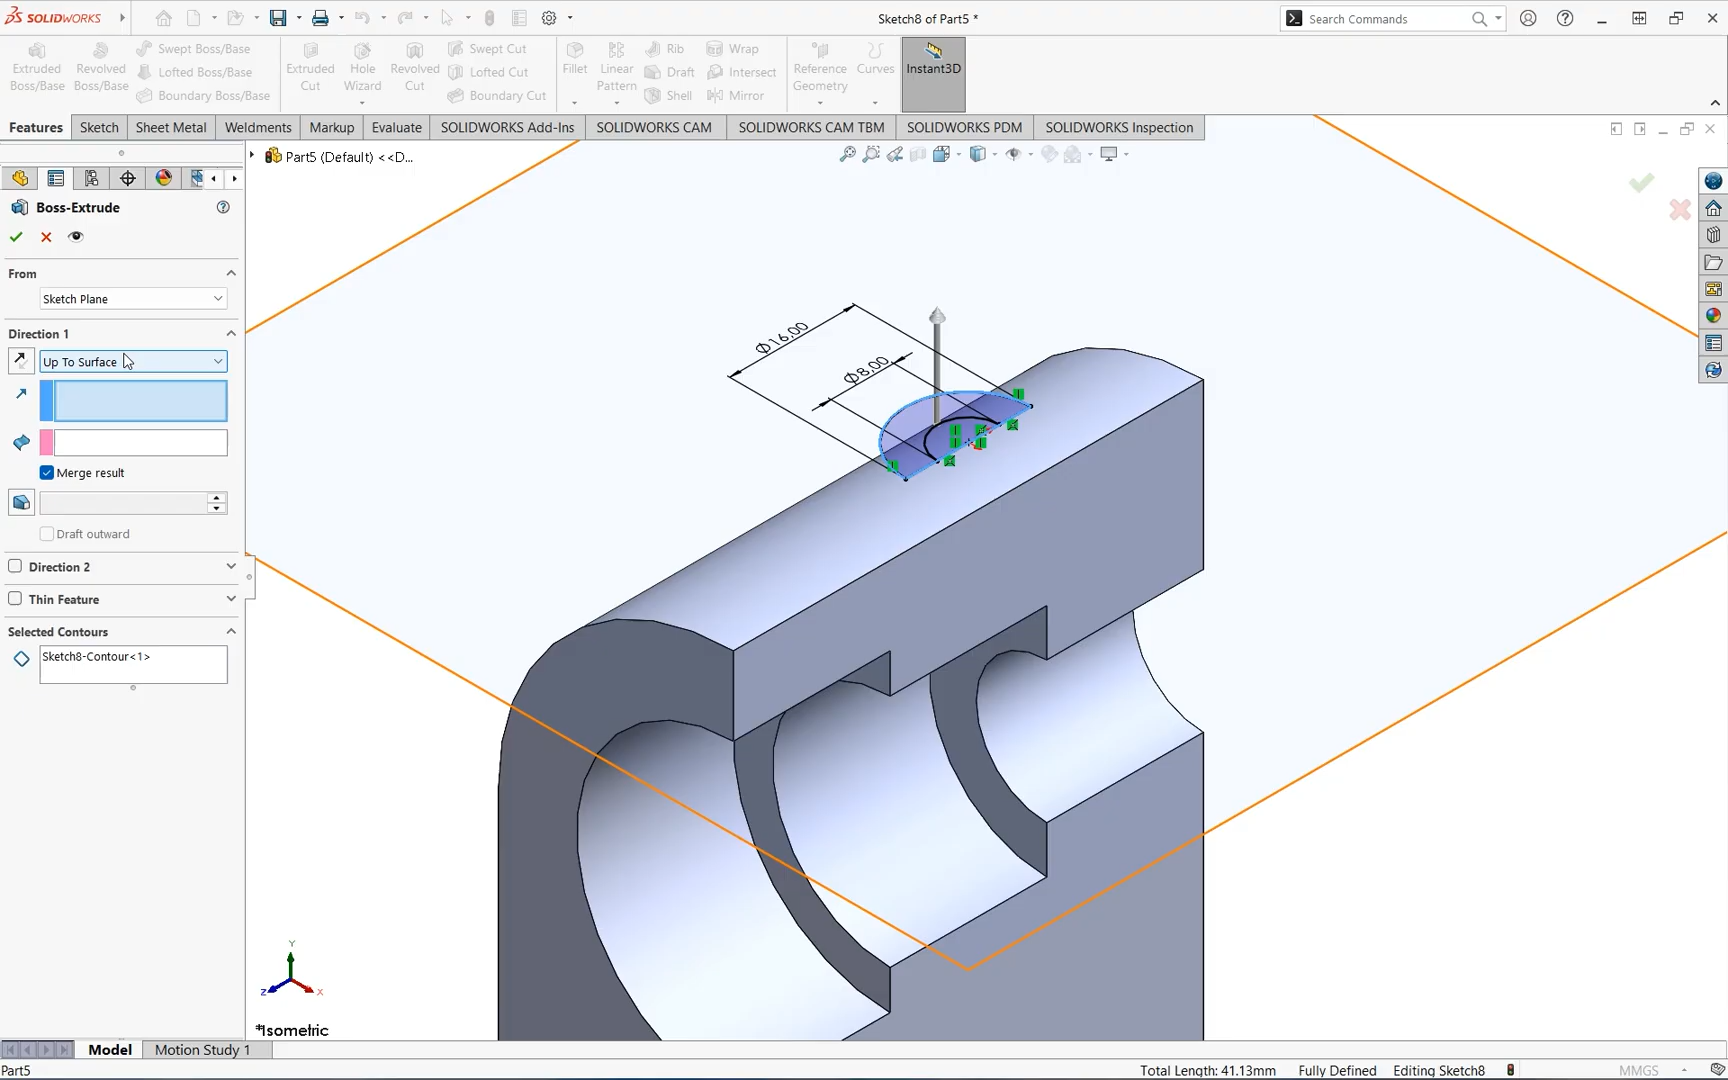 SOLIDWORKS
Sketch8 of Part5 *
Search Commands
Extruded Boss/Base
Revolved Boss/Base
Swept Boss/Base
Lofted Boss/Base
Boundary Boss/Base
Extruded Cut
Hole Wizard
Revolved Cut
Swept Cut
Lofted Cut
Boundary Cut
Fillet
Linear Pattern
Rib
Draft
Shell
Wrap
Intersect
Mirror
Reference Geometry
Curves
Instant3D
Features
Sketch
Sheet Metal
Weldments
Markup
Evaluate
SOLIDWORKS Add-Ins
SOLIDWORKS CAM
SOLIDWORKS CAM TBM
SOLIDWORKS PDM
SOLIDWORKS Inspection
Part5 (Default) <<D...
Boss-Extrude
From
Sketch Plane
Direction 1
Up To Surface
Merge result
Draft outward
Direction 2
Thin Feature
Selected Contours
Sketch8-Contour<1>
Ø16,00
Ø8,00
Y
Z
X
*Isometric
Model
Motion Study 1
Part5
Total Length: 41.13mm
Fully Defined
Editing Sketch8
MMGS